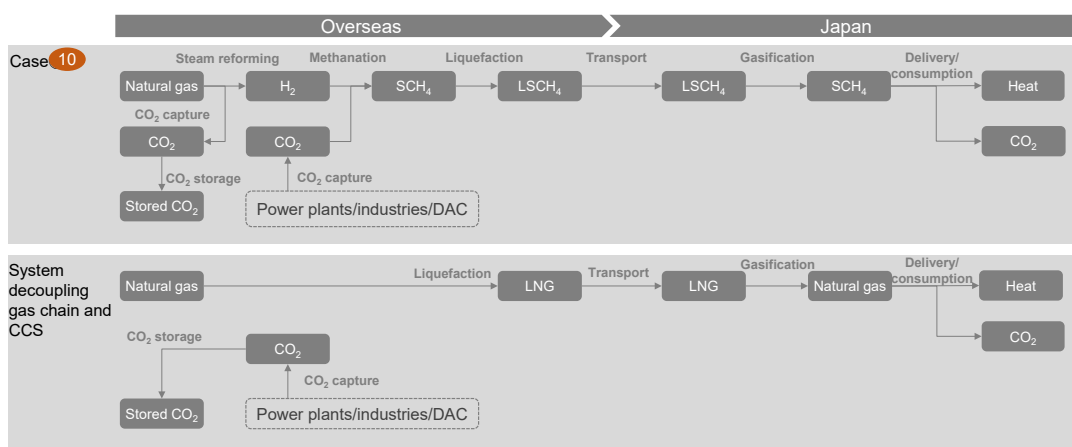 Overseas
Japan
Case 10
Steam reforming
Methanation
Liquefaction
Transport
Gasification
Delivery/
consumption
Natural gas
H₂
SCH₄
LSCH₄
LSCH₄
SCH₄
Heat
CO₂ capture
CO₂
CO₂
CO₂
CO₂ storage
CO₂ capture
Stored CO₂
Power plants/industries/DAC
System
decoupling
gas chain and
CCS
Liquefaction
Transport
Gasification
Delivery/
consumption
Natural gas
LNG
LNG
Natural gas
Heat
CO₂ storage
CO₂
CO₂
CO₂ capture
Stored CO₂
Power plants/industries/DAC